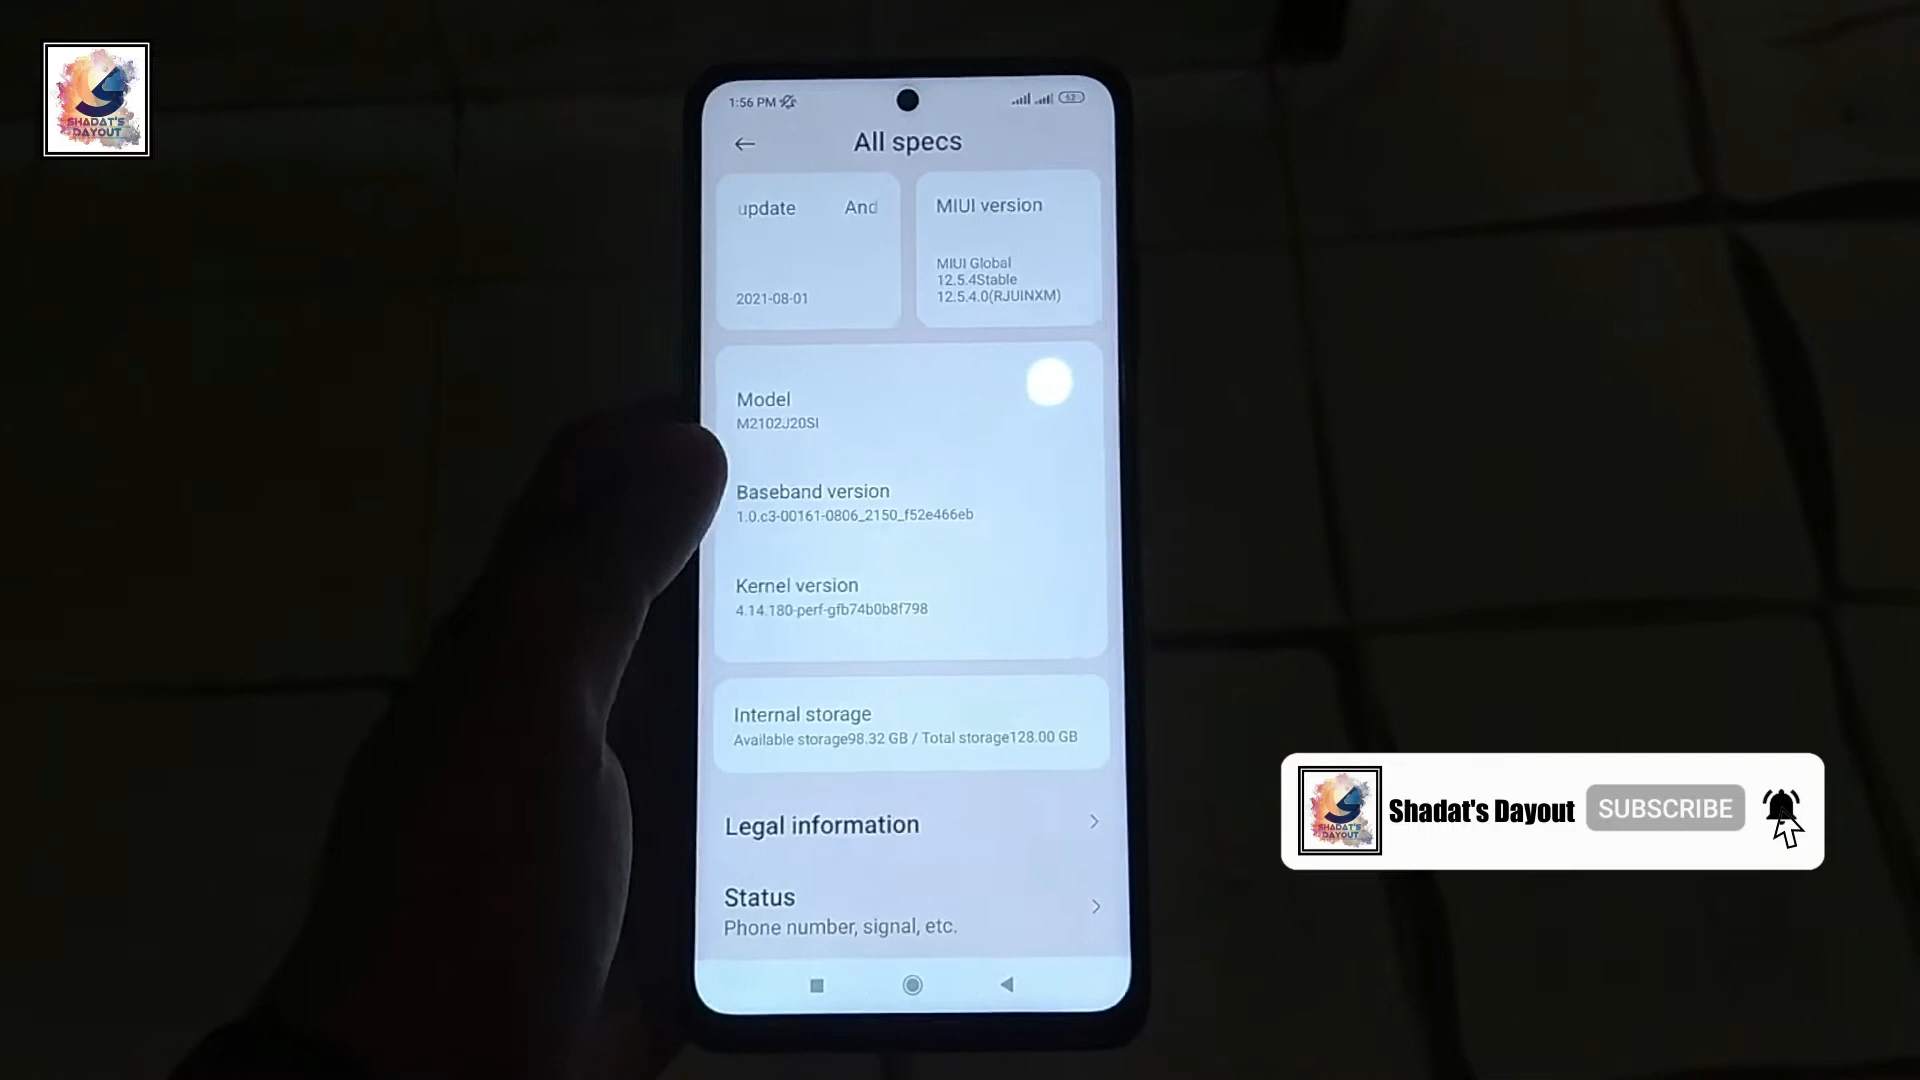 SHADAT'S
DAYOUT
1:56 PM
52
All specs
update And
2021-08-01
MIUI version
MIUI Global
12.5.4Stable
12.5.4.0(RJUINXM)
Model
M2102J20SI
Baseband version
1.0.c3-00161-0806_2150_f52e466eb
Kernel version
4.14.180-perf-gfb74b0b8f798
Internal storage
Available storage98.32 GB / Total storage128.00 GB
Legal information
Status
Phone number, signal, etc.
SHADAT'S
DAYOUT
Shadat's Dayout SUBSCRIBE